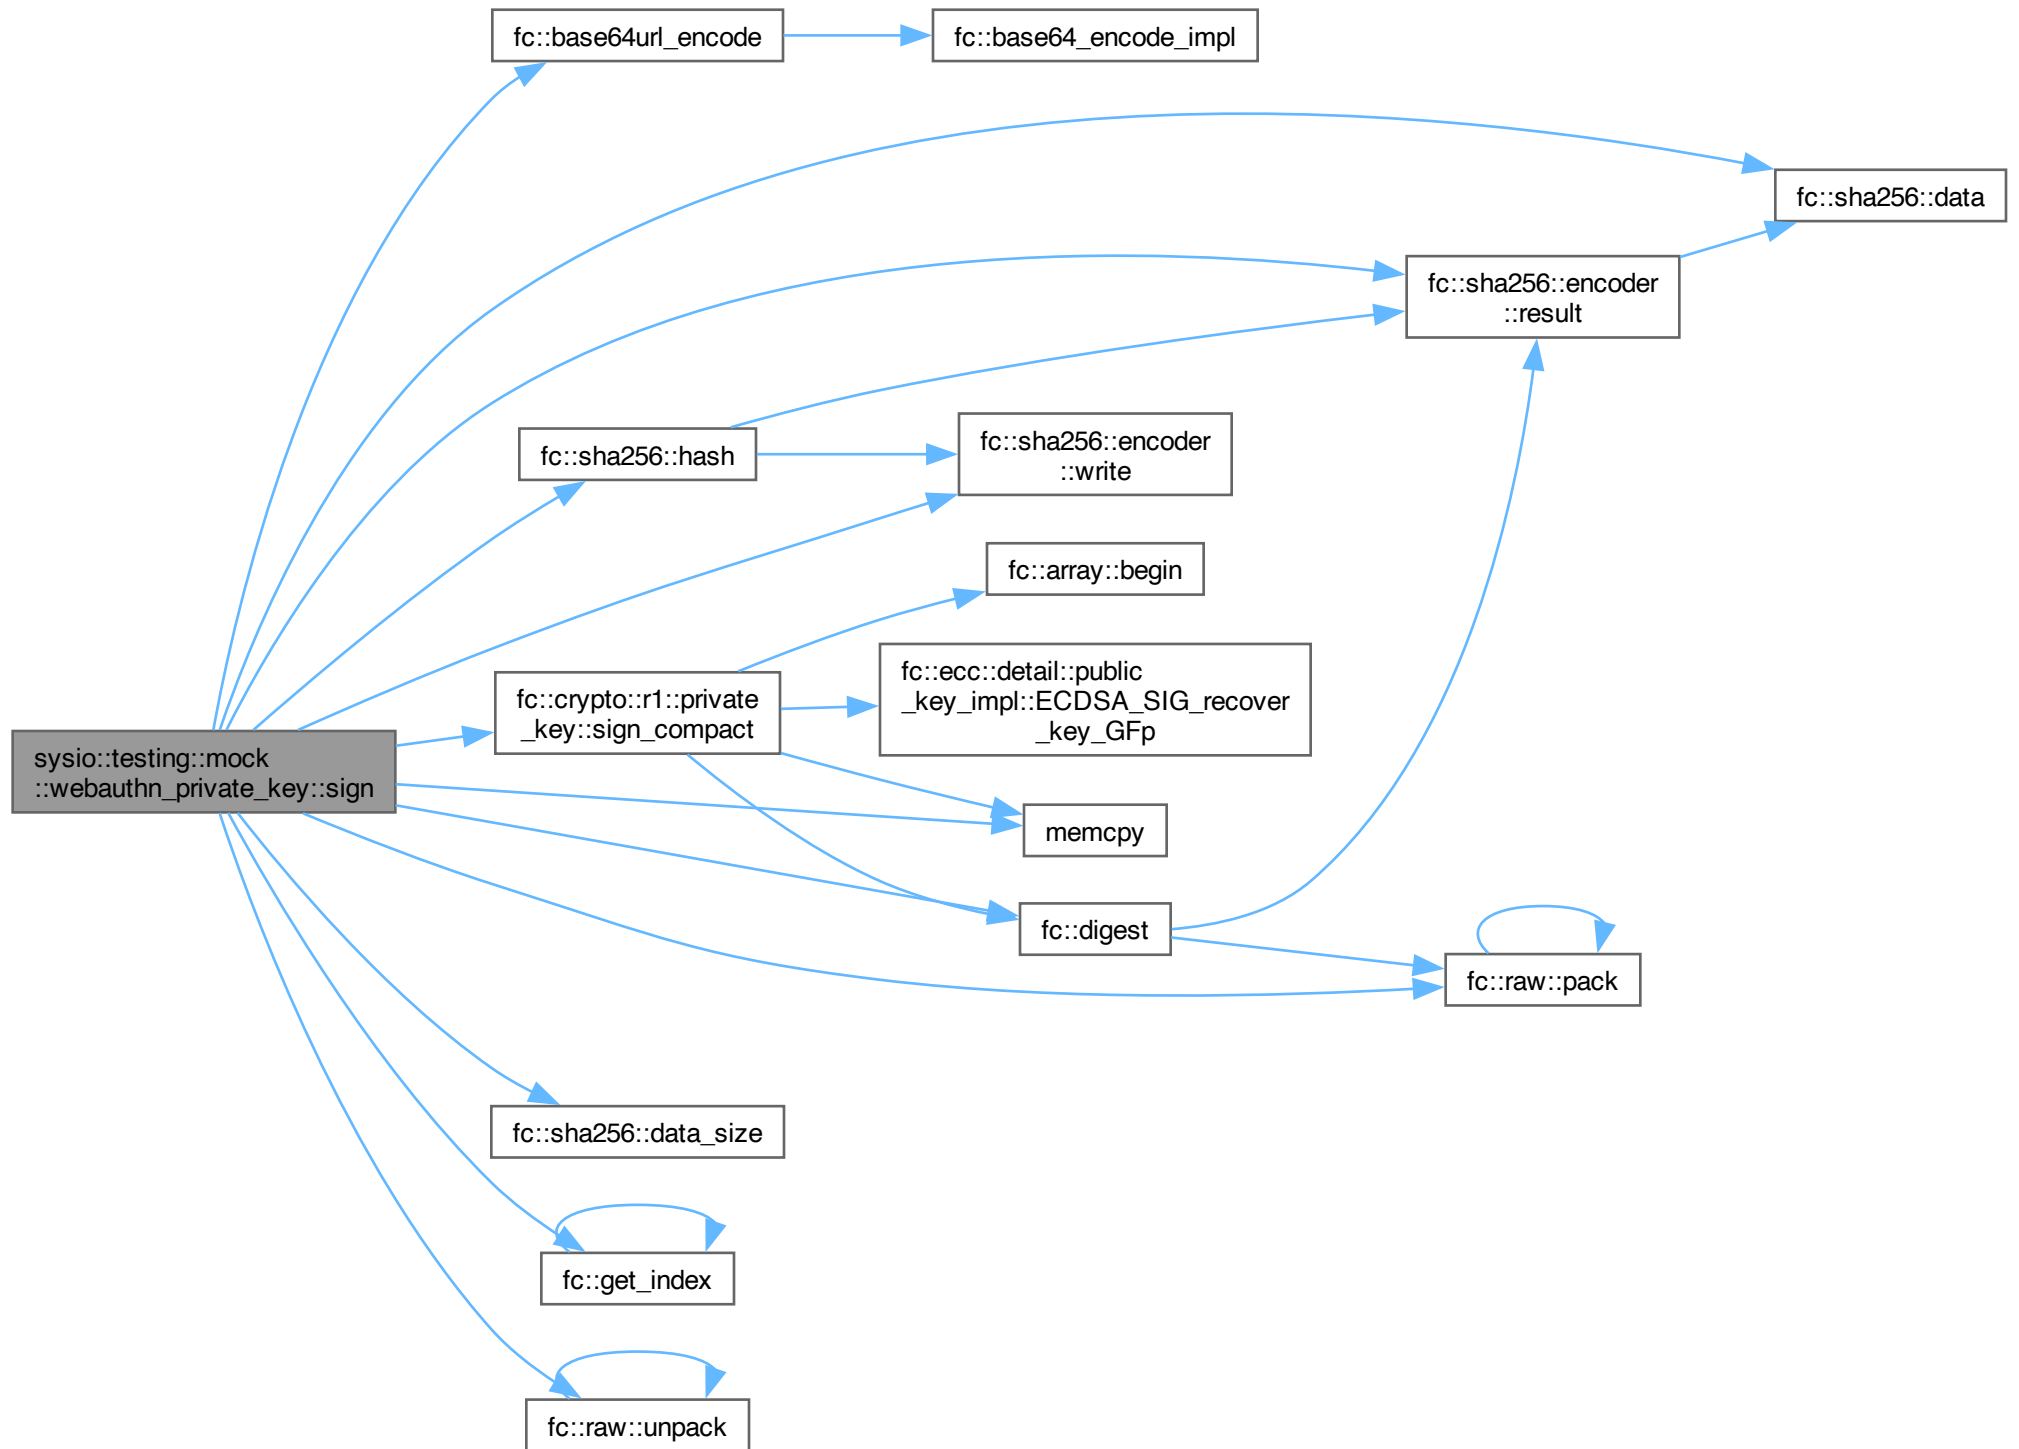 fc::base64url_encode
fc::base64_encode_impl
fc::sha256::data
fc::sha256::encoder
::result
fc::sha256::hash
fc::sha256::encoder
::write
fc::array::begin
fc::crypto::r1::private
_key::sign_compact
fc::ecc::detail::public
_key_impl::ECDSA_SIG_recover
_key_GFp
sysio::testing::mock
::webauthn_private_key::sign
memcpy
fc::digest
fc::raw::pack
fc::sha256::data_size
fc::get_index
fc::raw::unpack